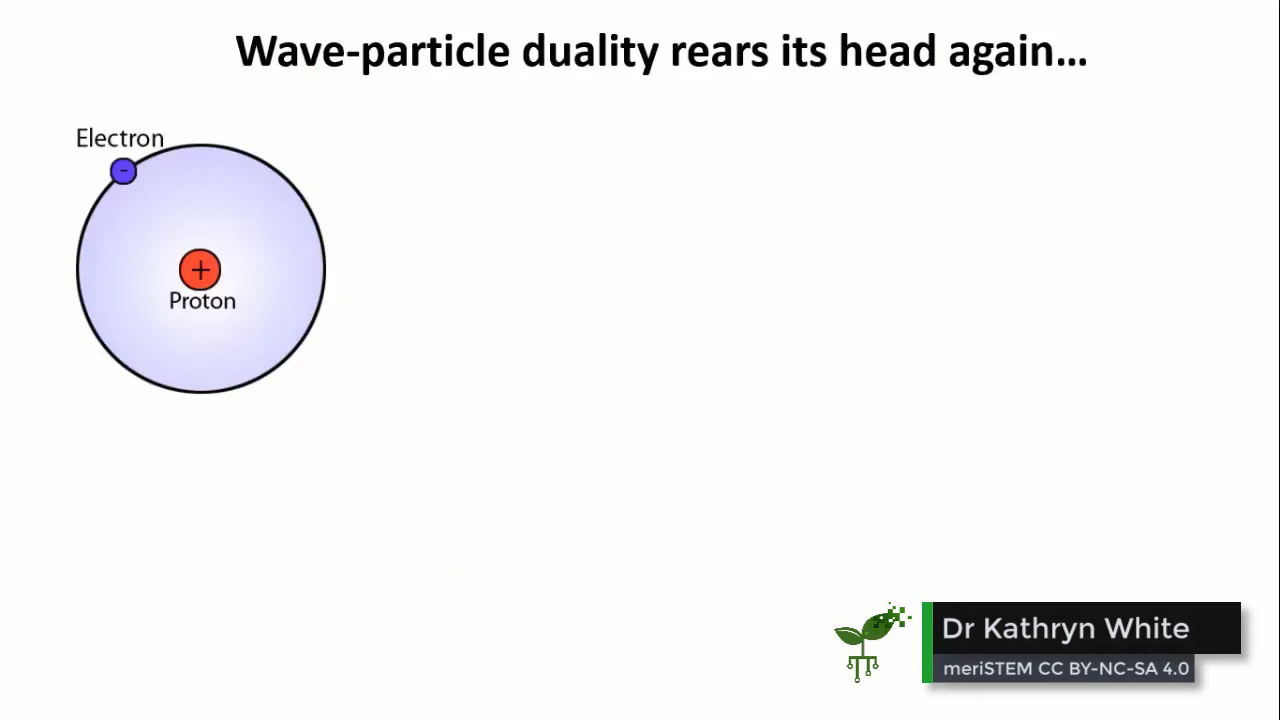 Wave-particle duality rears its head again…
Electron
-
+
Proton
Dr Kathryn White
meriSTEM CC BY-NC-SA 4.0